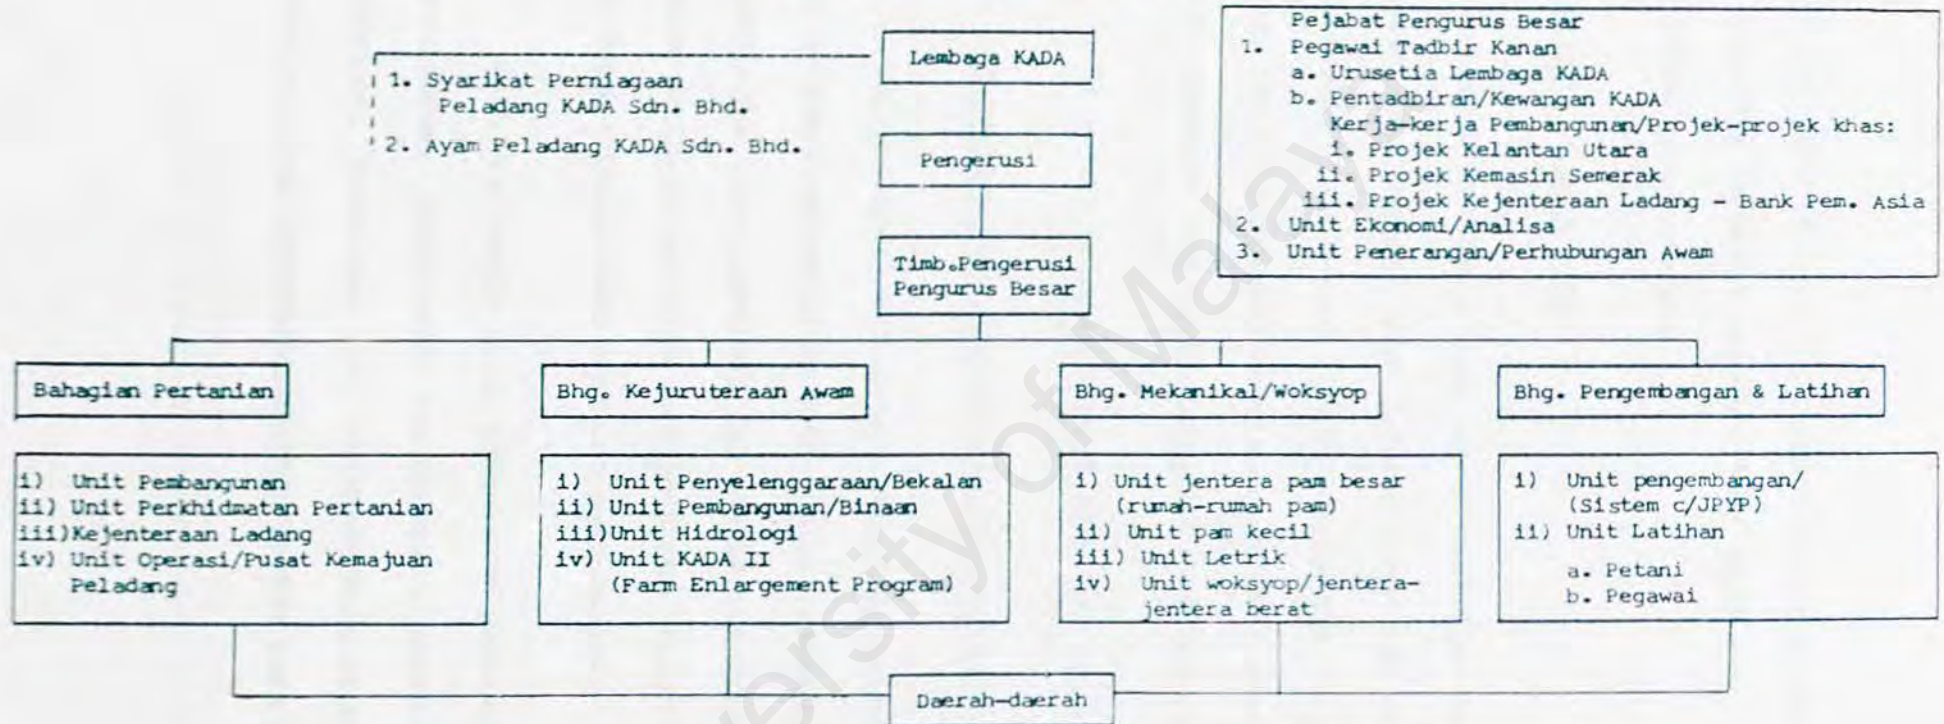 Lembaga KADA
1. Syarikat Perniagaan
Peladang KADA Sdn. Bhd.
2. Ayam Peladang KADA Sdn. Bhd.
Pengerusi
Timb.Pengerusi
Pengurus Besar
Pejabat Pengurus Besar
1. Pegawai Tadbir Kanan
a. Urusetia Lembaga KADA
b. Pentadbiran/Kewangan KADA
Kerja-kerja Pembangunan/Projek-projek khas:
i. Projek Kelantan Utara
ii. Projek Kemasin Semerak
iii. Projek Kejenteraan Ladang - Bank Pem. Asia
2. Unit Ekonomi/Analisa
3. Unit Penerangan/Perhubungan Awam
Bahagian Pertanian
i) Unit Pembangunan
ii) Unit Perkhidmatan Pertanian
iii)Kejenteraan Ladang
iv) Unit Operasi/Pusat Kemajuan
Peladang
Bhg. Kejuruteraan Awam
i) Unit Penyelenggaraan/Bekalan
ii) Unit Pembangunan/Binaan
iii)Unit Hidrologi
iv) Unit KADA II
(Farm Enlargement Program)
Bhg. Mekanikal/Woksyop
i) Unit jentera pam besar
(rumah-rumah pam)
ii) Unit pam kecil
iii) Unit Letrik
iv) Unit woksyop/jentera-
jentera berat
Bhg. Pengembangan & Latihan
i) Unit pengembangan/
(Sistem c/JPYP)
ii) Unit Latihan
a. Petani
b. Pegawai
Daerah-daerah
University of Malay